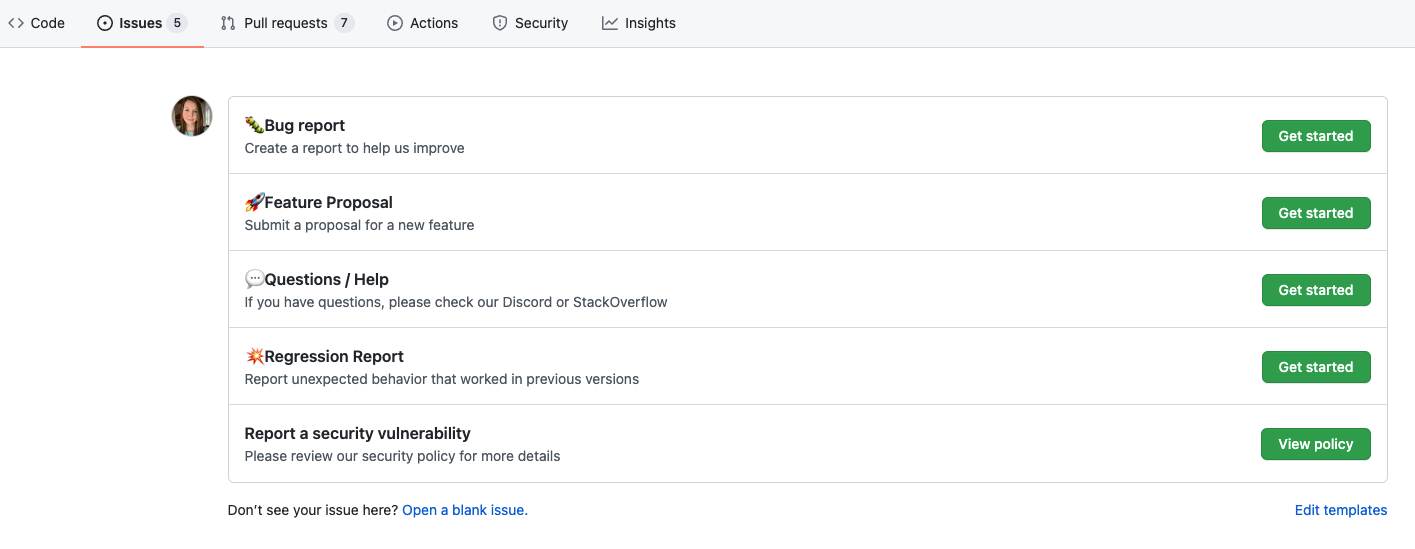 Code Issues 5 Pull requests 7 Actions Security Insights
🐛Bug report
Create a report to help us improve
Get started
🚀Feature Proposal
Submit a proposal for a new feature
Get started
💬Questions / Help
If you have questions, please check our Discord or StackOverflow
Get started
💥Regression Report
Report unexpected behavior that worked in previous versions
Get started
Report a security vulnerability
Please review our security policy for more details
View policy
Don’t see your issue here? Open a blank issue.
Edit templates